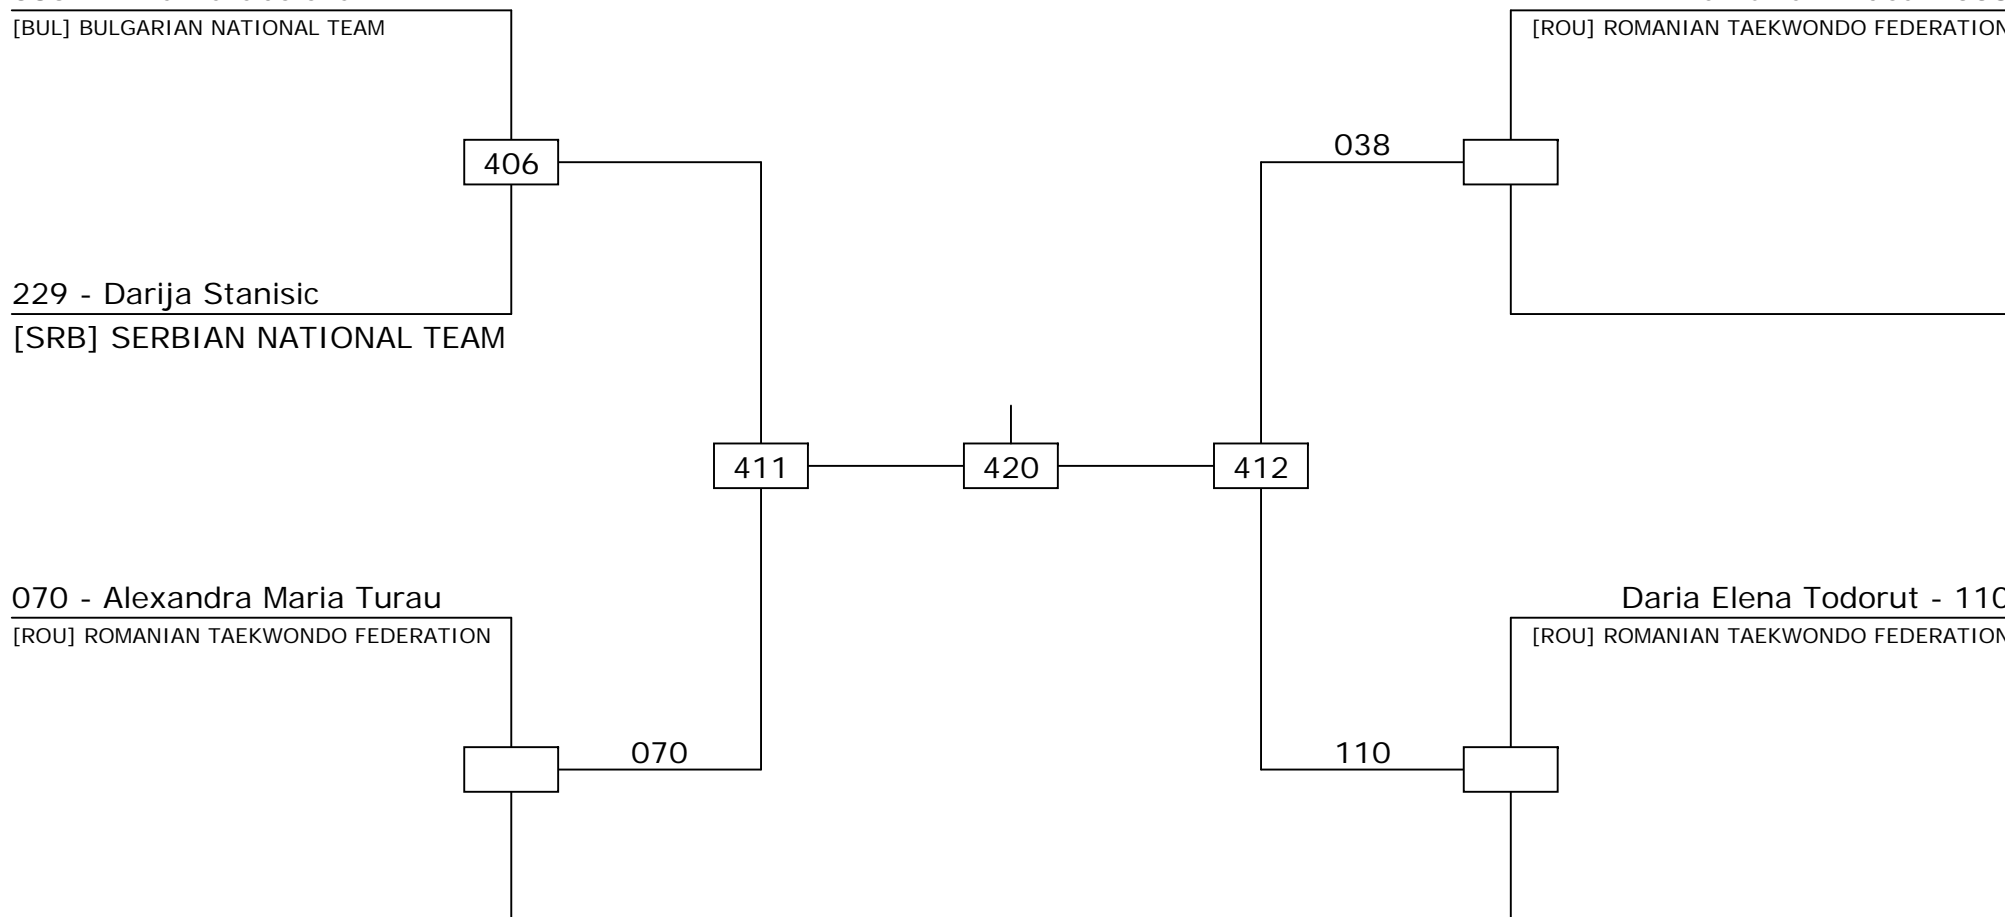 [BUL] BULGARIAN NATIONAL TEAM
[ROU] ROMANIAN TAEKWONDO FEDERATION
406
038
229 - Darija Stanisic
[SRB] SERBIAN NATIONAL TEAM
411
420
412
070 - Alexandra Maria Turau
[ROU] ROMANIAN TAEKWONDO FEDERATION
Daria Elena Todorut - 110
[ROU] ROMANIAN TAEKWONDO FEDERATION
070
110